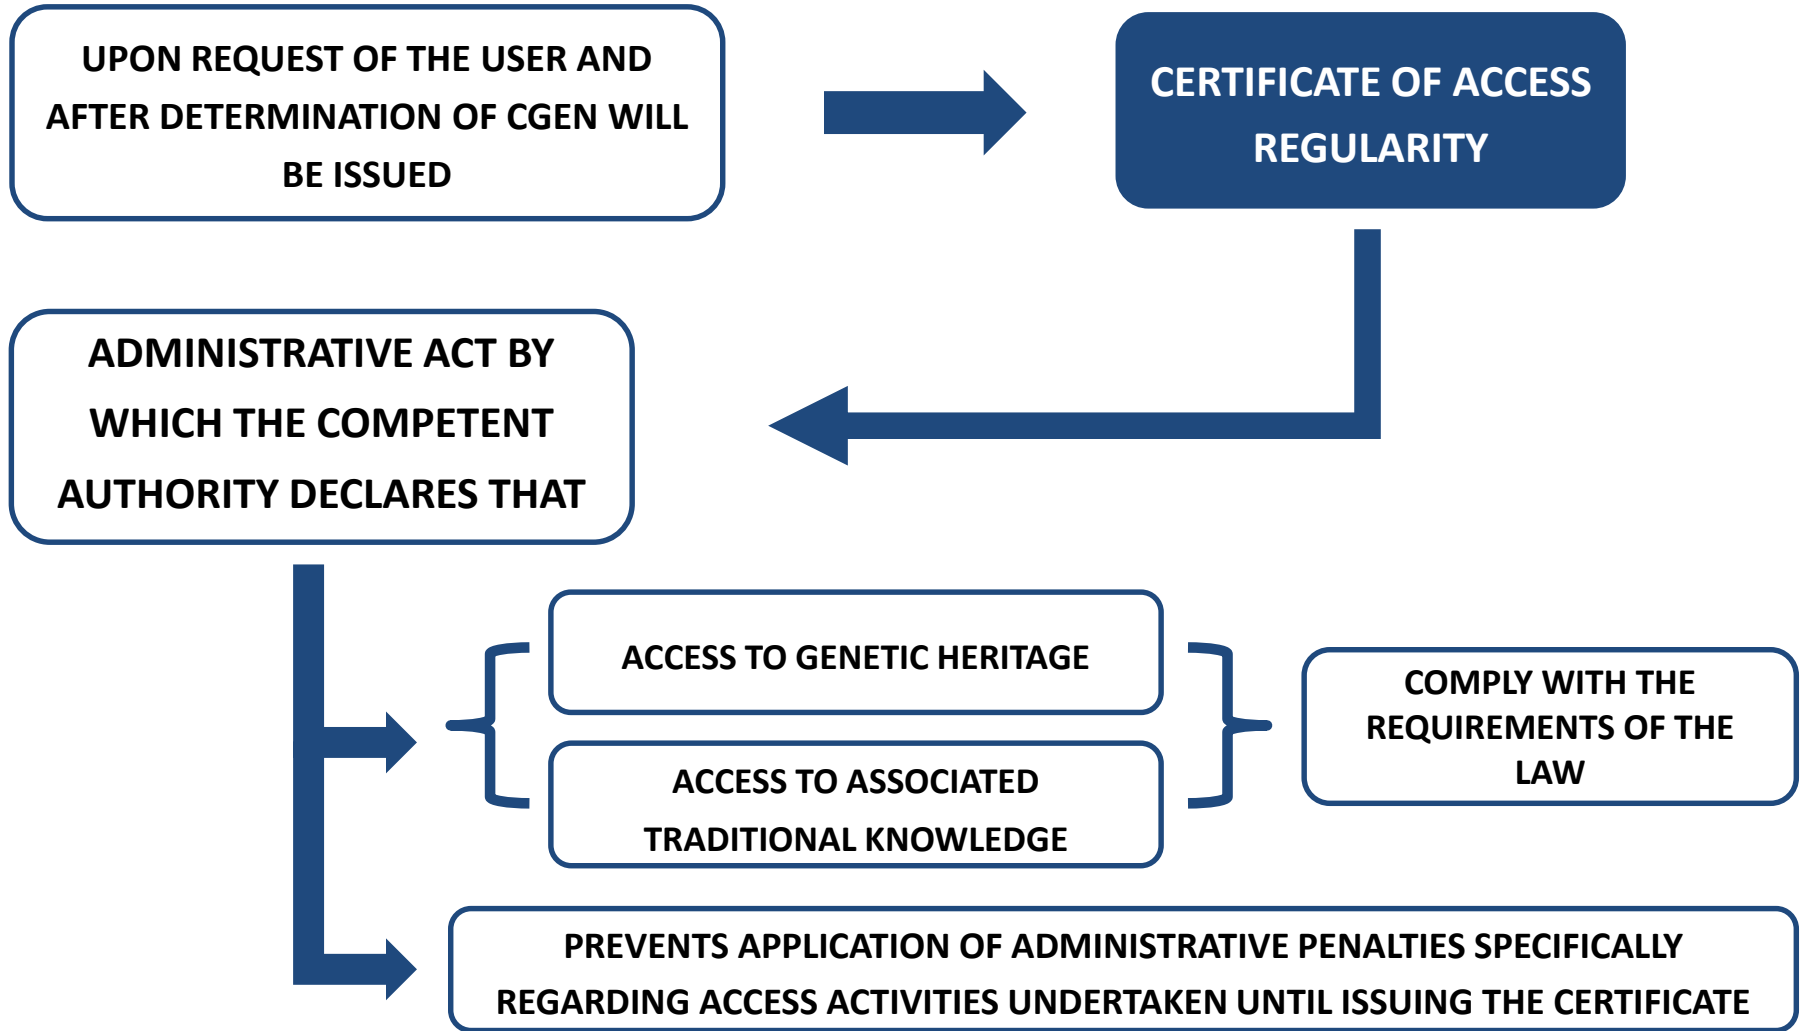 UPON REQUEST OF THE USER AND
AFTER DETERMINATION OF CGEN WILL
BE ISSUED
CERTIFICATE OF ACCESS
REGULARITY
ADMINISTRATIVE ACT BY
WHICH THE COMPETENT
AUTHORITY DECLARES THAT
ACCESS TO GENETIC HERITAGE
ACCESS TO ASSOCIATED
TRADITIONAL KNOWLEDGE
COMPLY WITH THE
REQUIREMENTS OF THE
LAW
PREVENTS APPLICATION OF ADMINISTRATIVE PENALTIES SPECIFICALLY
REGARDING ACCESS ACTIVITIES UNDERTAKEN UNTIL ISSUING THE CERTIFICATE